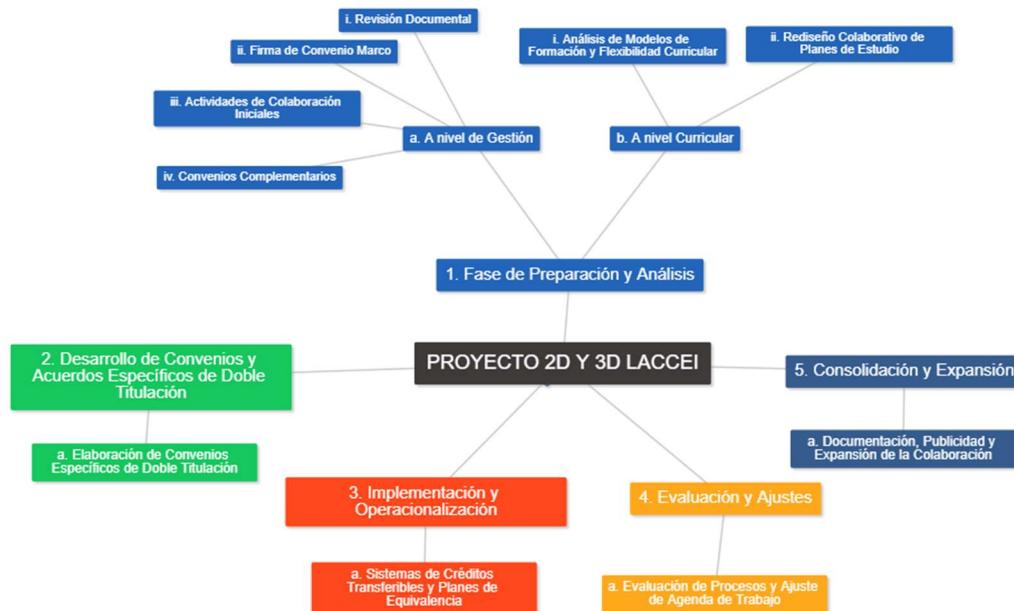 i. Revisión Documental
ii. Firma de Convenio Marco
iii. Actividades de Colaboración
Iniciales
a. A nivel de Gestión
iv. Convenios Complementarios
i. Análisis de Modelos de
Formación y Flexibilidad Curricular
ii. Rediseño Colaborativo de
Planes de Estudio
b. A nivel Curricular
1. Fase de Preparación y Análisis
PROYECTO 2D Y 3D LACCEI
2. Desarrollo de Convenios y
Acuerdos Específicos de Doble
Titulación
a. Elaboración de Convenios
Específicos de Doble Titulación
3. Implementación y
Operacionalización
a. Sistemas de Créditos
Transferibles y Planes de
Equivalencia
4. Evaluación y Ajustes
a. Evaluación de Procesos y Ajuste
de Agenda de Trabajo
5. Consolidación y Expansión
a. Documentación, Publicidad y
Expansión de la Colaboración